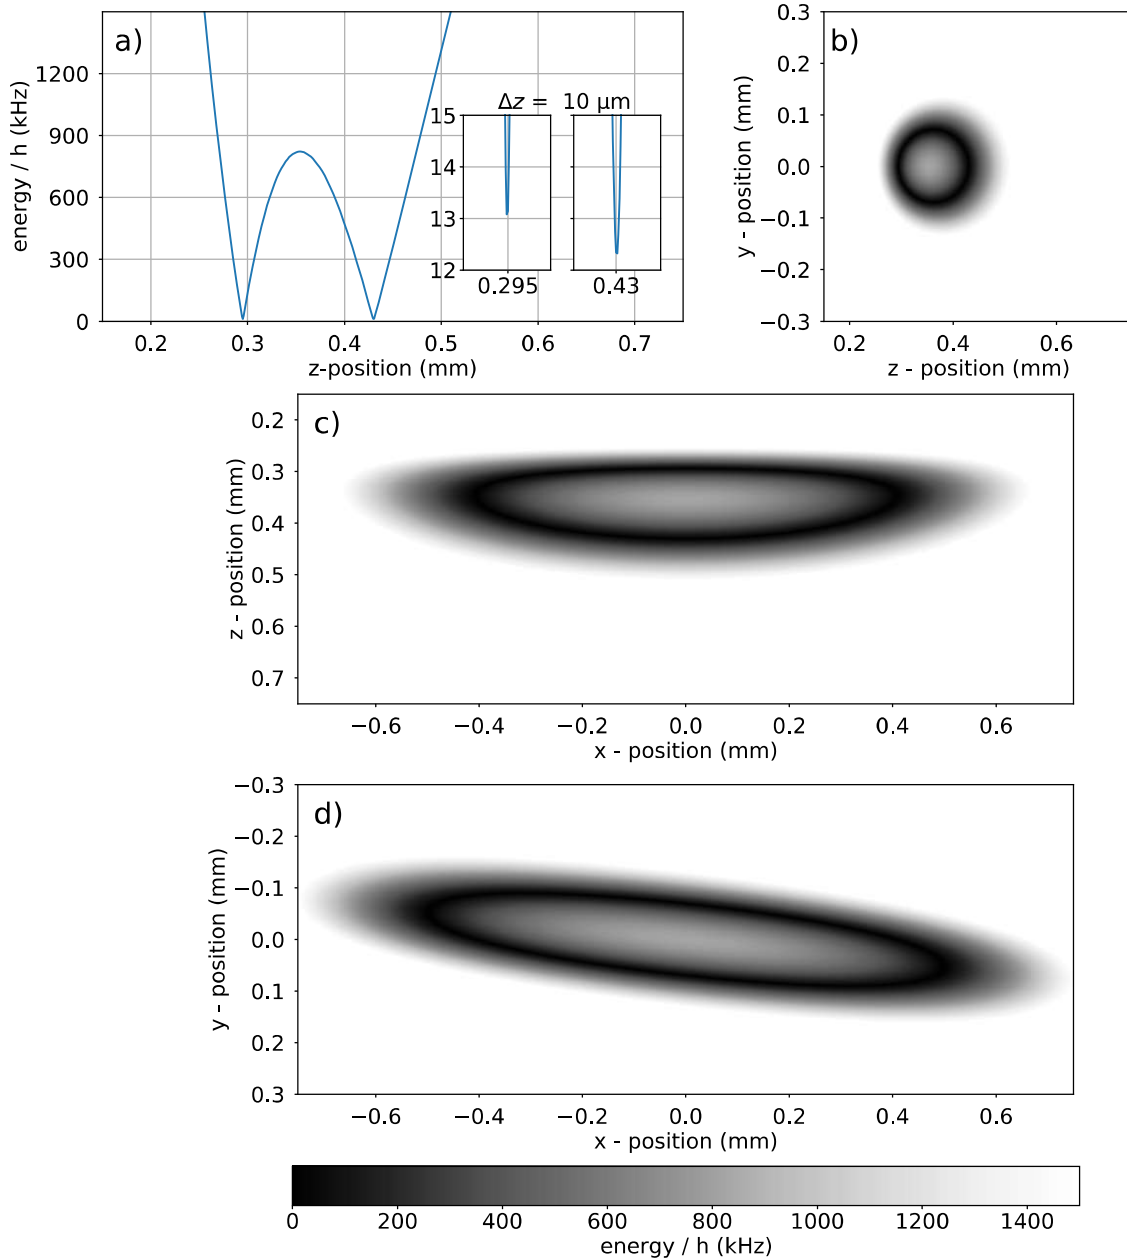 a)
energy / h (kHz)
1200
900
600
300
0
0.2 0.3 0.4 0.5 0.6 0.7
z-position (mm)
Δz = 10 μm
15
14
13
12
0.295 0.43
b)
y - position (mm)
0.3
0.2
0.1
0.0
−0.1
−0.2
−0.3
0.2 0.4 0.6
z - position (mm)
c)
z - position (mm)
0.2
0.3
0.4
0.5
0.6
0.7
−0.6 −0.4 −0.2 0.0 0.2 0.4 0.6
x - position (mm)
d)
y - position (mm)
−0.3
−0.2
−0.1
0.0
0.1
0.2
0.3
−0.6 −0.4 −0.2 0.0 0.2 0.4 0.6
x - position (mm)
0 200 400 600 800 1000 1200 1400
energy / h (kHz)